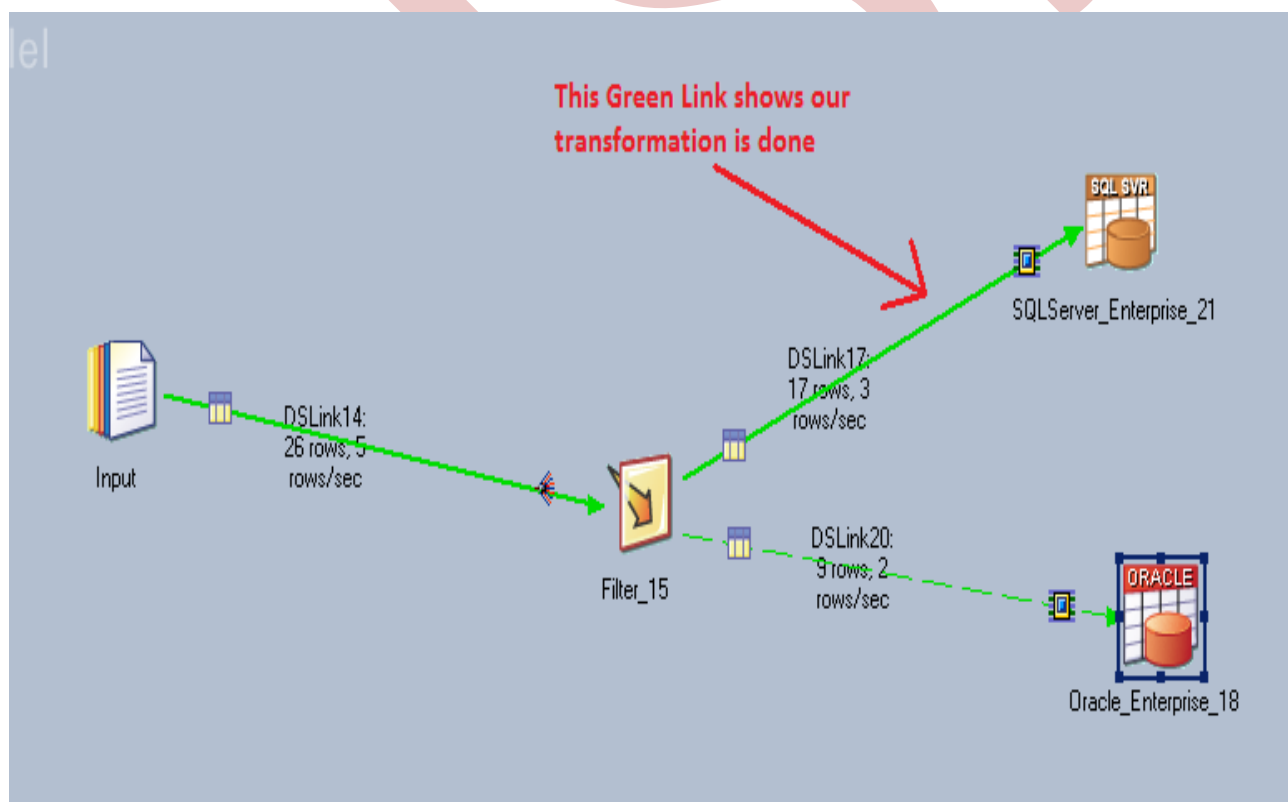 lel
This Green Link shows our
transformation is done
SQL SVR
SQLServer_Enterprise_21
DSLink17:
17 rows, 3
rows/sec
DSLink14:
26 rows, 5
rows/sec
Input
Filter_15
DSLink20:
9 rows, 2
rows/sec
ORACLE
Oracle_Enterprise_18